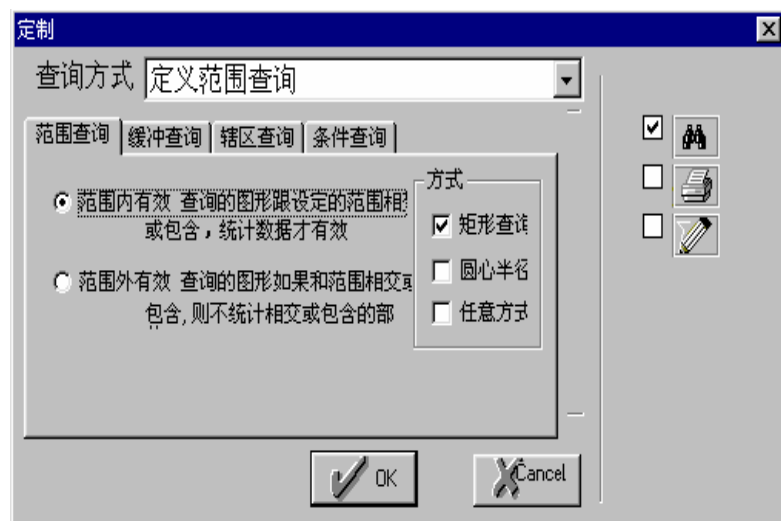 定制
查询方式 定义范围查询
范围查询 缓冲查询 辖区查询 条件查询
方式
范围内有效 查询的图形跟设定的范围相
或包含，统计数据才有效
矩形查询
圆心半径
范围外有效 查询的图形如果和范围相交或
包含,则不统计相交或包含的部
任意方式
OK
Cancel